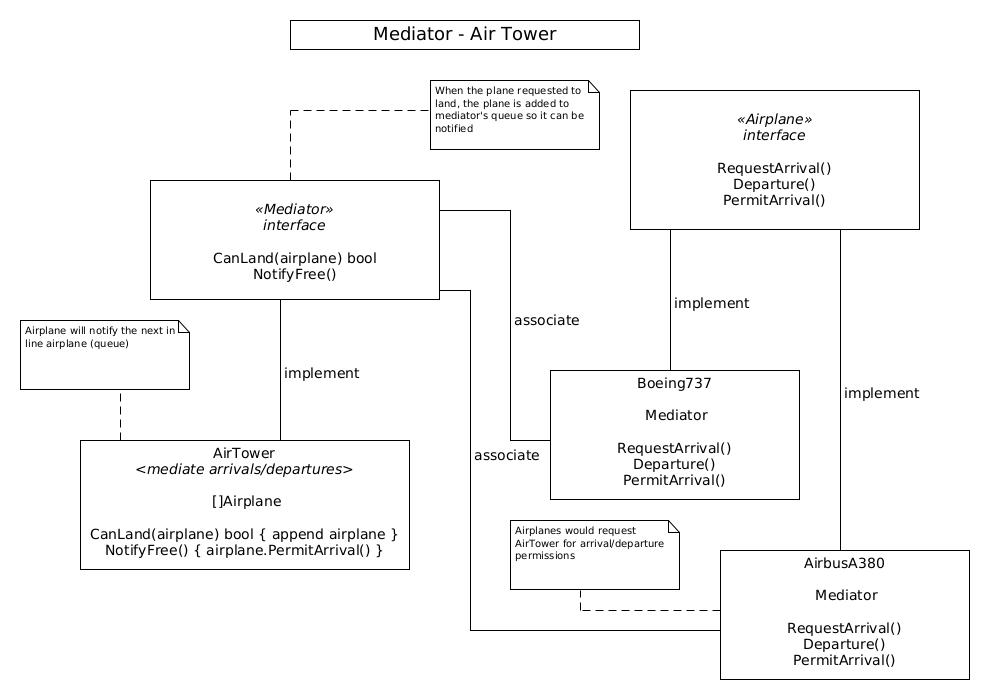 Mediator - Air Tower
When the plane requested to
land, the plane is added to
mediator's queue so it can be
notified
«Airplane»
interface
RequestArrival()
Departure()
PermitArrival()
«Mediator»
interface
CanLand(airplane) bool
NotifyFree()
implement
associate
Airplane will notify the next in
line airplane (queue)
implement
implement
Boeing737
Mediator
RequestArrival()
Departure()
PermitArrival()
associate
AirTower
<mediate arrivals/departures>
[]Airplane
CanLand(airplane) bool { append airplane }
NotifyFree() { airplane.PermitArrival() }
Airplanes would request
AirTower for arrival/departure
permissions
AirbusA380
Mediator
RequestArrival()
Departure()
PermitArrival()